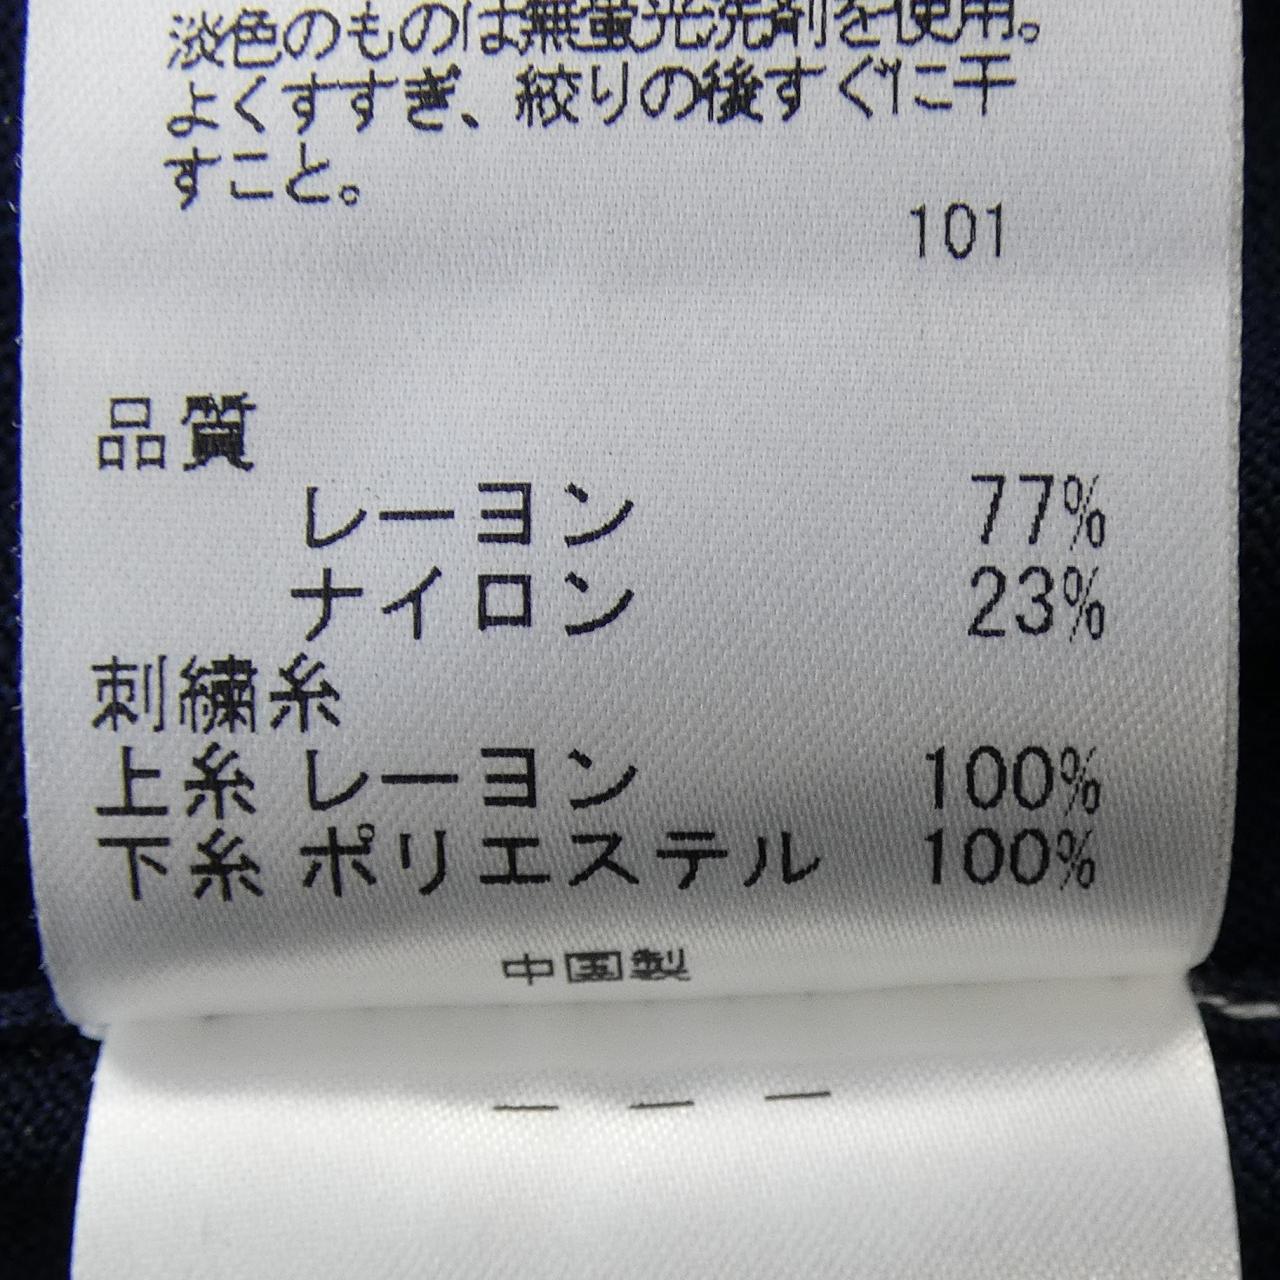 淡色のものは無蛍光洗剤を使用。
よくすすぎ、絞りの後すぐに干
すこと。
101
品質
レーヨン 77%
ナイロン 23%
刺繍糸
上糸 レーヨン 100%
下糸 ポリエステル 100%
中国製